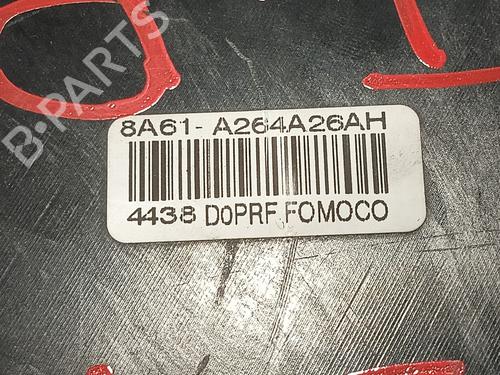 B-PARTS
8A61- A264A26AH
4438 D0PRF FOMOCO